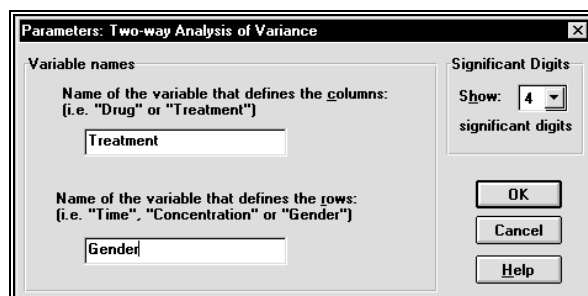 Parameters: Two-way Analysis of Variance
Variable names
Name of the variable that defines the columns:
(i.e. "Drug" or "Treatment")
Treatment
Name of the variable that defines the rows:
(i.e. "Time", "Concentration" or "Gender")
Gender
Significant Digits
Show: 4
significant digits
OK
Cancel
Help